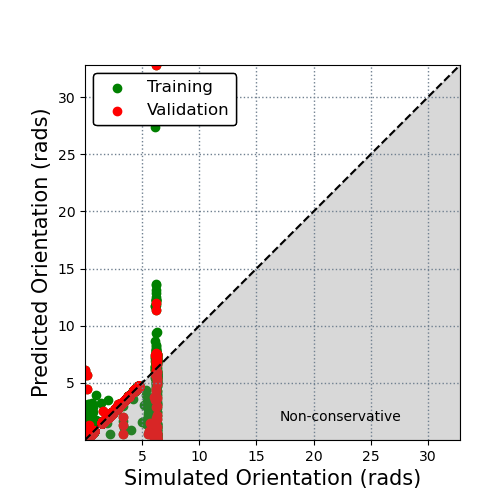 Training
Validation
Predicted Orientation (rads)
30
25
20
15
10
5
Non-conservative
5 10 15 20 25 30
Simulated Orientation (rads)